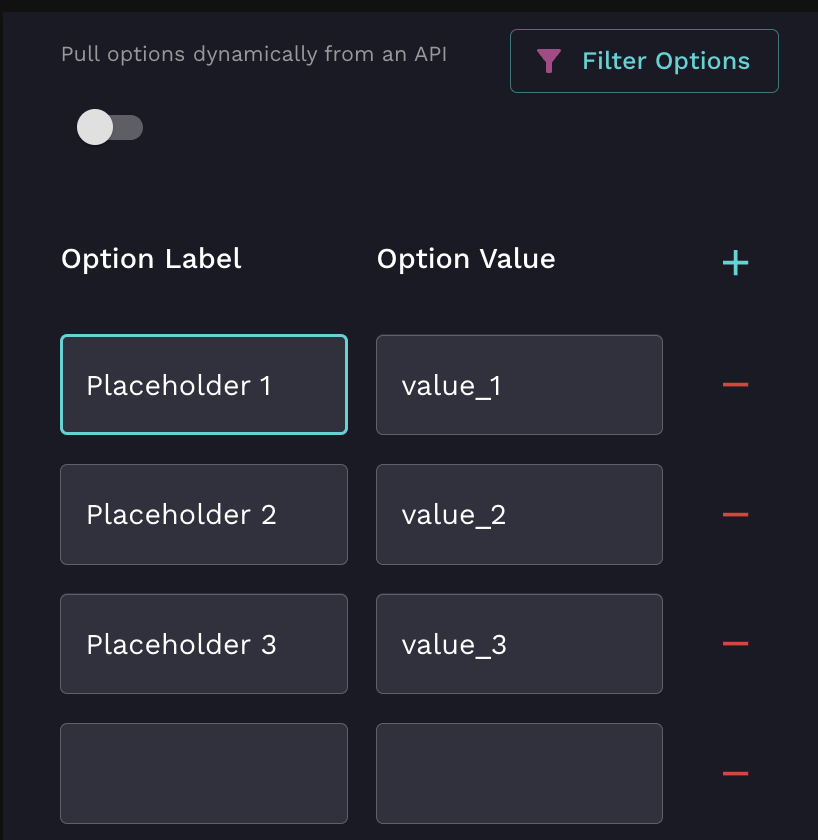 Pull options dynamically from an API
Filter Options
Option Label
Option Value
Placeholder 1
value_1
Placeholder 2
value_2
Placeholder 3
value_3